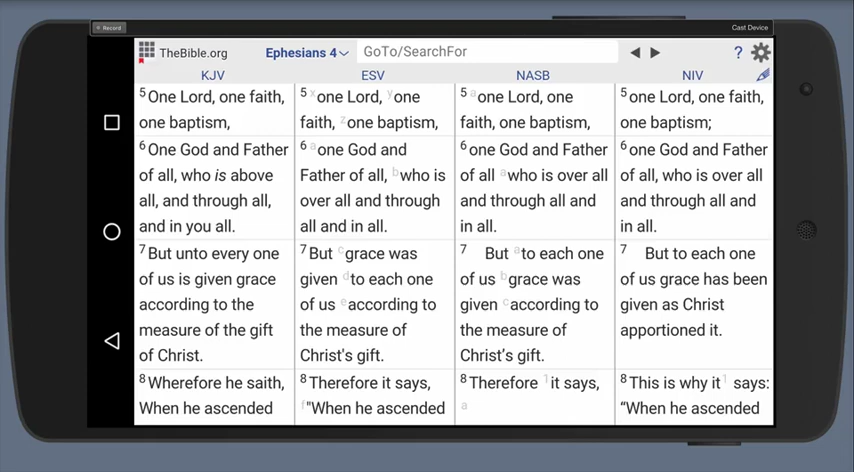 Record
Cast Device
TheBible.org
Ephesians 4
GoTo/SearchFor
?
KJV
ESV
NASB
NIV
5 One Lord, one faith,
one baptism,
6 One God and Father
of all, who is above
all, and through all,
and in you all.
7 But unto every one
of us is given grace
according to the
measure of the gift
of Christ.
8 Wherefore he saith,
When he ascended
5 x one Lord, y one
faith, z one baptism,
6 a one God and
Father of all, b who is
over all and through
all and in all.
7 But c grace was
given d to each one
of us e according to
the measure of
Christ's gift.
8 Therefore it says,
f "When he ascended
5 a one Lord, one
faith, one baptism,
6 one God and Father
of all a who is over all
and through all and
in all.
7 But a to each one
of us b grace was
given c according to
the measure of
Christ's gift.
8 Therefore 1 it says,
a
5 one Lord, one faith,
one baptism;
6 one God and Father
of all, who is over all
and through all and
in all.
7 But to each one
of us grace has been
given as Christ
apportioned it.
8 This is why it 1 says:
“When he ascended